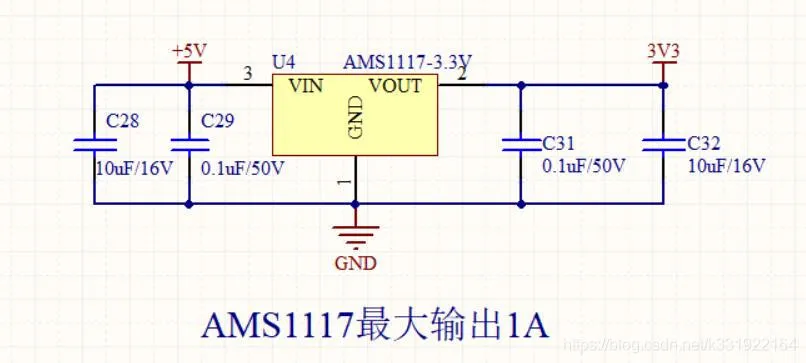 +5V
U4
AMS1117-3.3V
3V3
3
VIN
VOUT
2
GND
C28
C29
C31
C32
10uF/16V
0.1uF/50V
0.1uF/50V
10uF/16V
1
GND
AMS1117最大输出1A
https://blog.csdn.net/k331922164